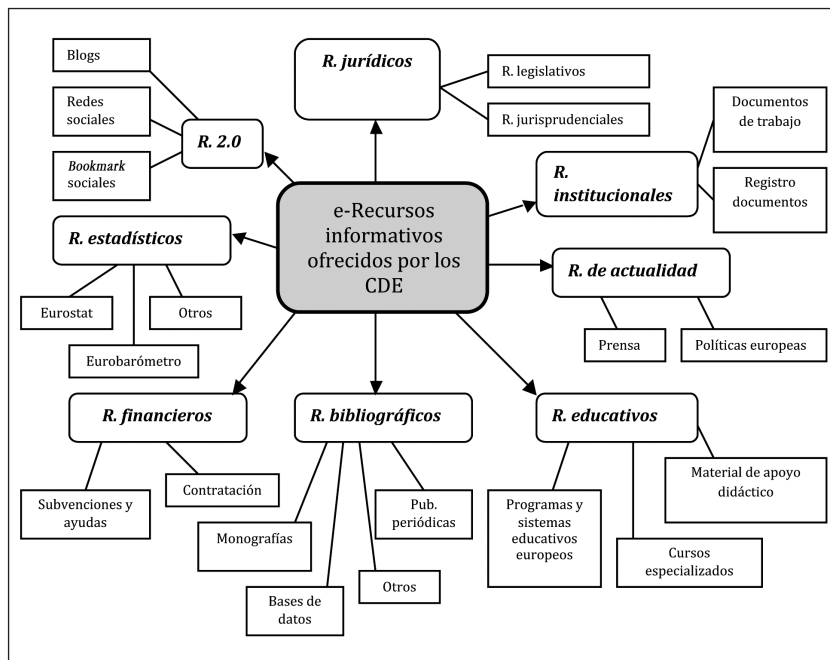 Blogs
Redes
sociales
Bookmark
sociales
R. 2.0
R. jurídicos
R. legislativos
R. jurisprudenciales
Documentos
de trabajo
R.
institucionales
Registro
documentos
e-Recursos
informativos
ofrecidos por los
CDE
R. estadísticos
Eurostat
Otros
Eurobarómetro
R. de actualidad
Prensa
Políticas europeas
R. financieros
Subvenciones y
ayudas
Contratación
R. bibliográficos
Monografías
Bases de
datos
Otros
Pub.
periódicas
R. educativos
Programas y
sistemas
educativos
europeos
Cursos
especializados
Material de apoyo
didáctico